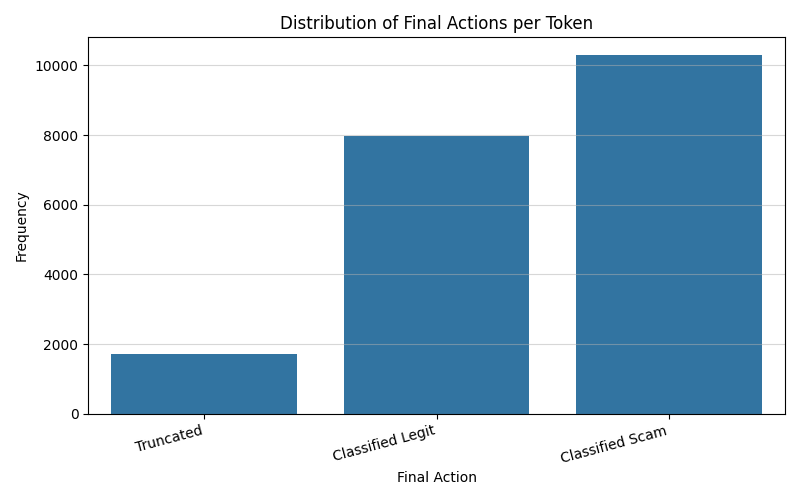 Distribution of Final Actions per Token
Frequency
10000
8000
6000
4000
2000
0
Truncated
Classified Legit
Classified Scam
Final Action